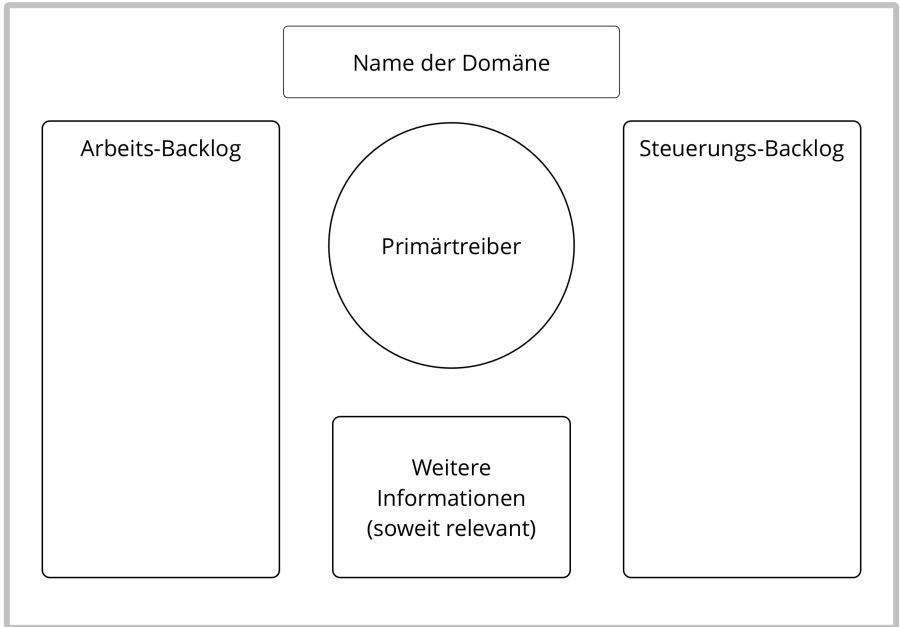 Name der Domäne
Arbeits-Backlog
Primärtreiber
Steuerungs-Backlog
Weitere
Informationen
(soweit relevant)